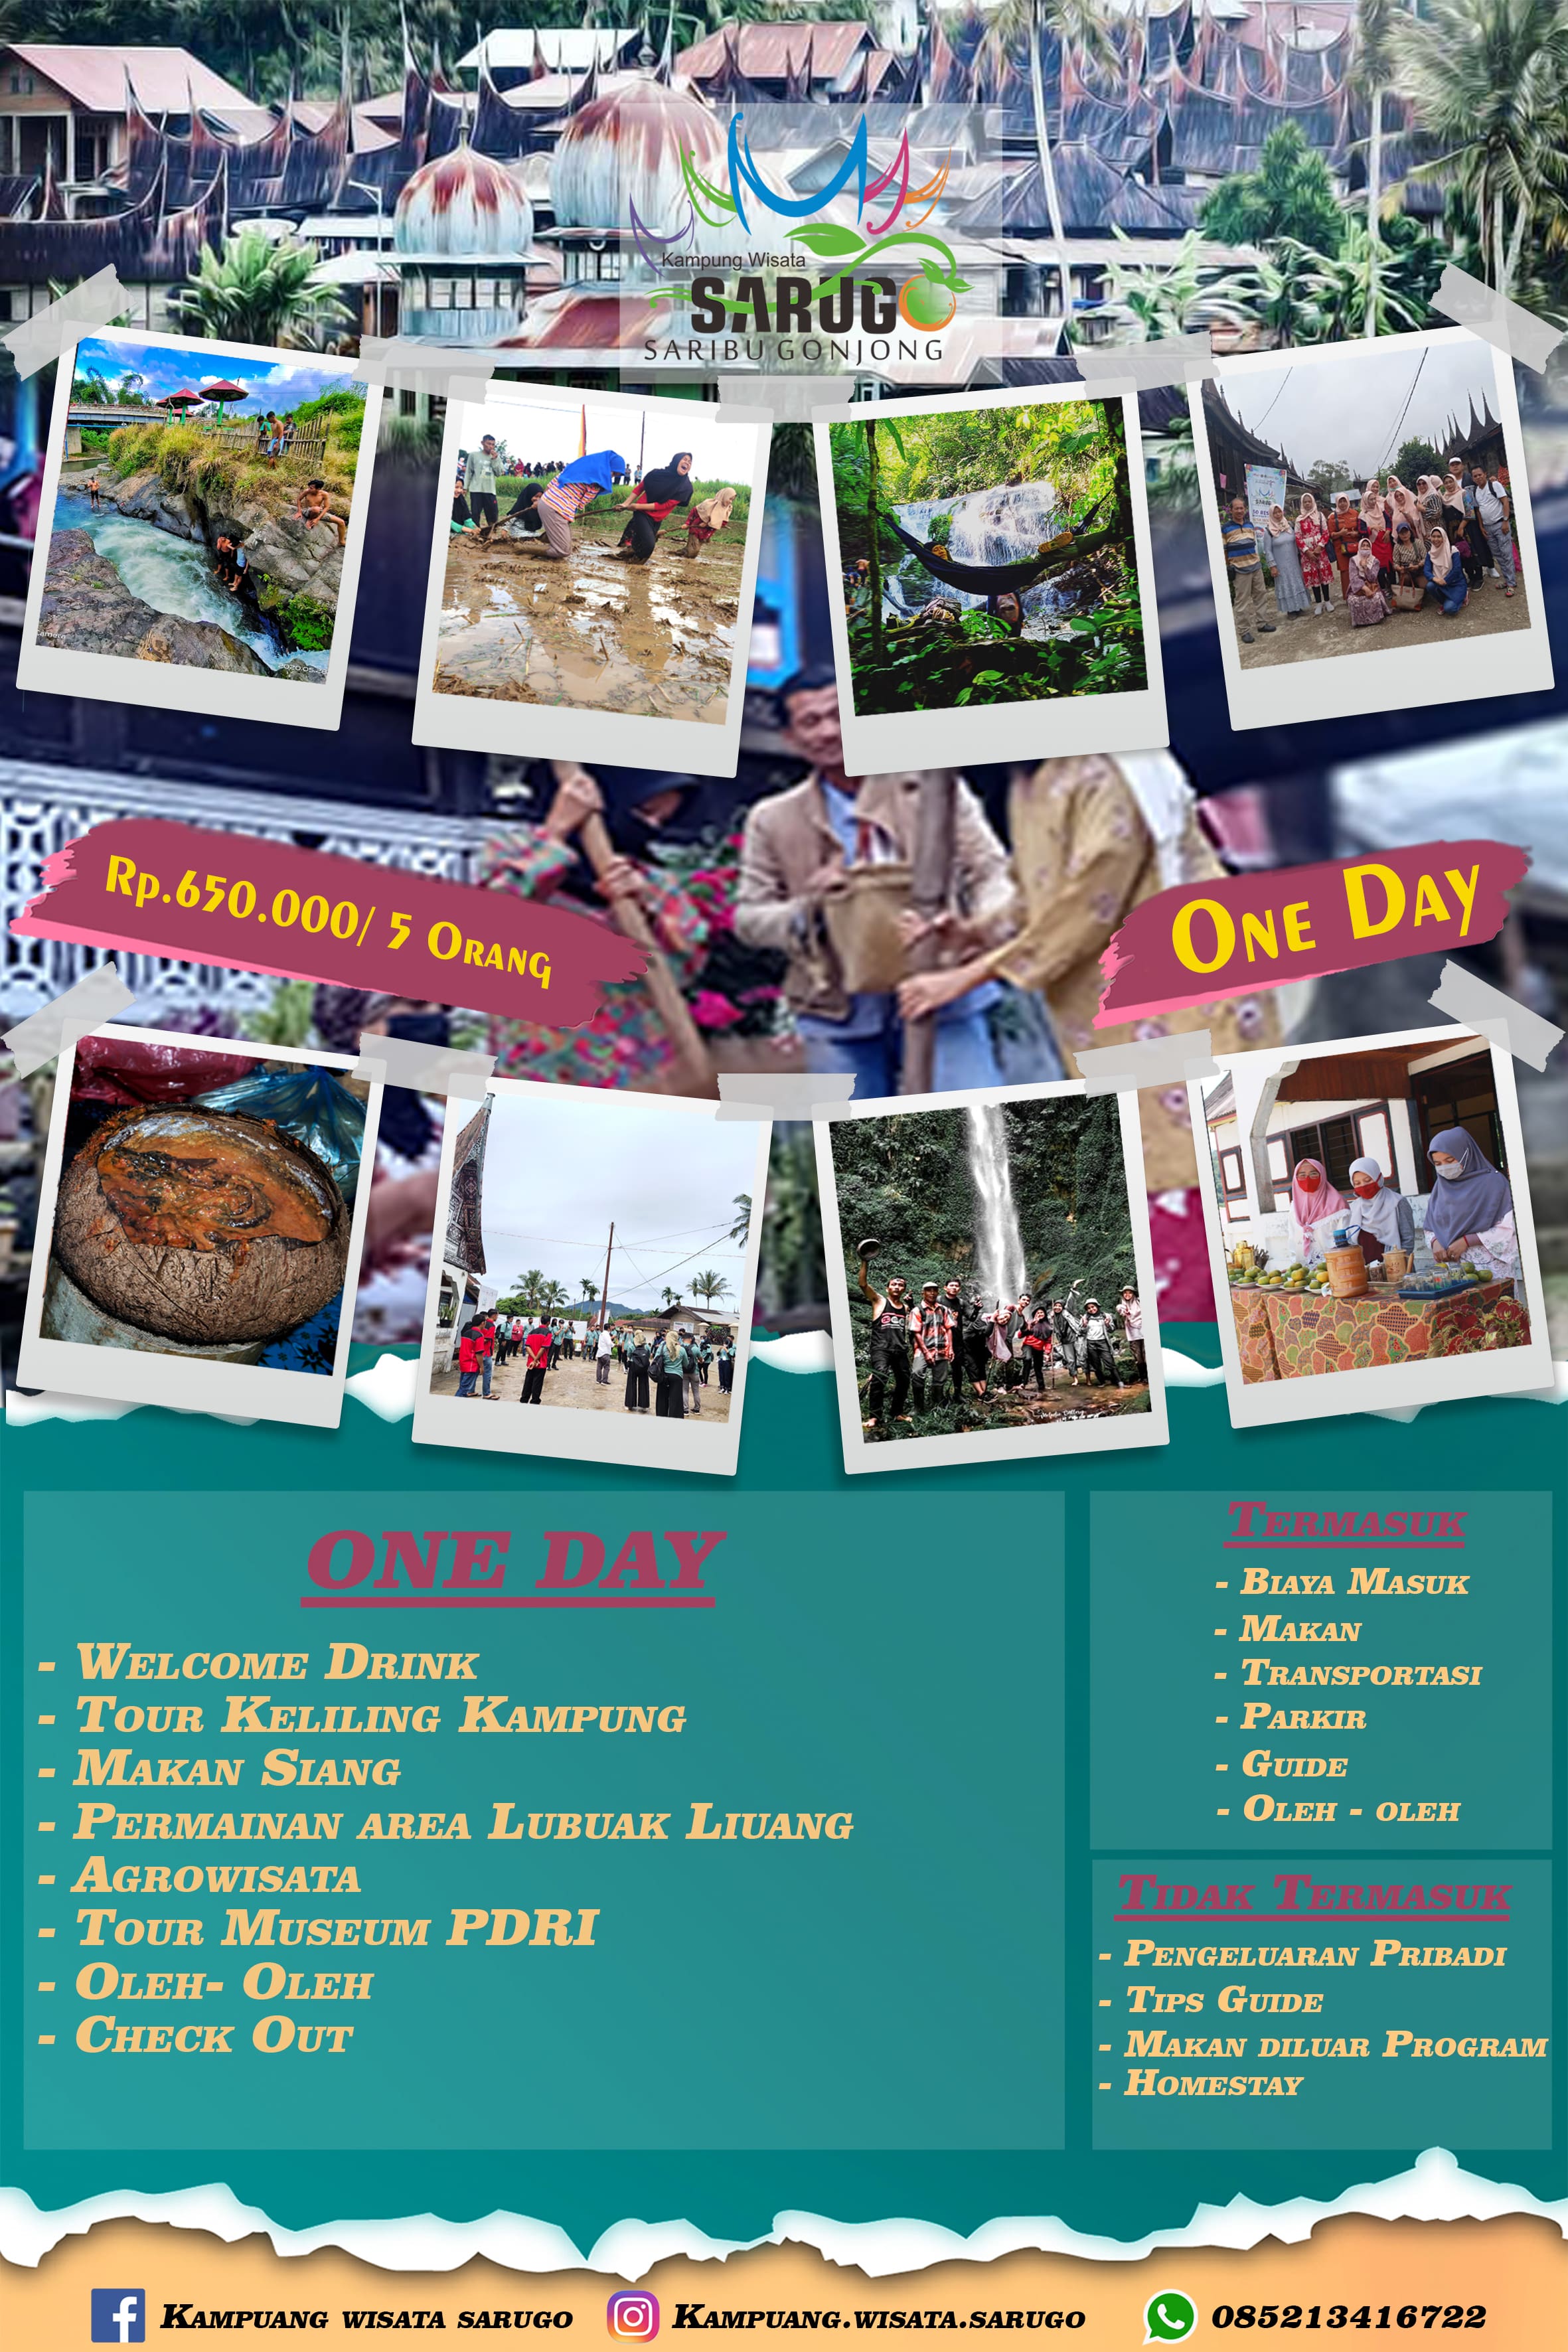 Kampung Wisata
SARUGO
SARIBU GONJONG
Rp.650.000/ 5 Orang
One Day
ONE DAY
- Welcome Drink
- Tour Keliling Kampung
- Makan Siang
- Permainan area Lubuak Liuang
- Agrowisata
- Tour Museum PDRI
- Oleh- Oleh
- Check Out
Termasuk
- Biaya Masuk
- Makan
- Transportasi
- Parkir
- Guide
- Oleh - oleh
Tidak Termasuk
- Pengeluaran Pribadi
- Tips Guide
- Makan diluar Program
- Homestay
Kampuang wisata sarugo
Kampuang.wisata.sarugo
085213416722